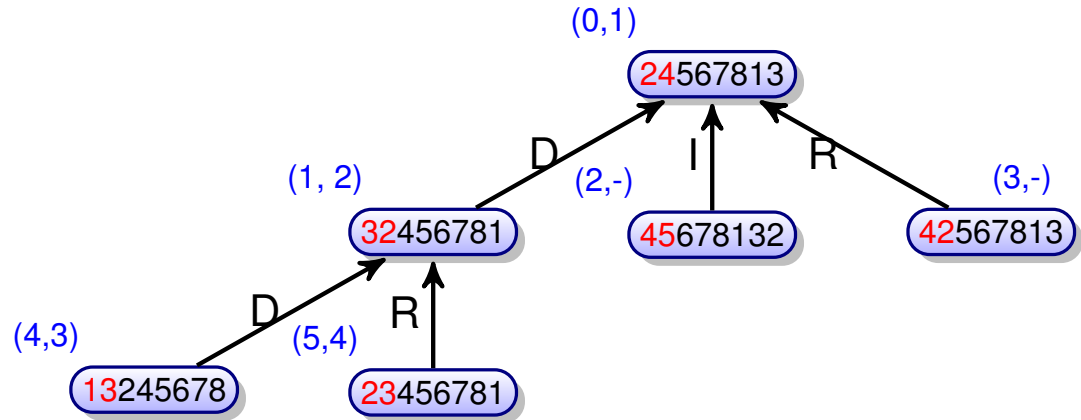 (0,1)
24567813
D
I
R
(1, 2)
(2,-)
(3,-)
32456781
45678132
42567813
D
R
(4,3)
(5,4)
13245678
23456781